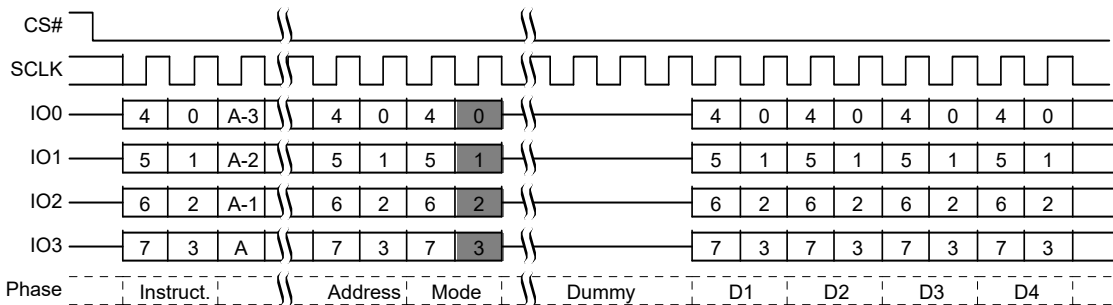 CS#
SCLK
IO0 4 0 A-3 4 0 4 0 4 0 4 0 4 0 4 0
IO1 5 1 A-2 5 1 5 1 5 1 5 1 5 1 5 1
IO2 6 2 A-1 6 2 6 2 6 2 6 2 6 2 6 2
IO3 7 3 A 7 3 7 3 7 3 7 3 7 3 7 3
Phase Instruct. Address Mode Dummy D1 D2 D3 D4